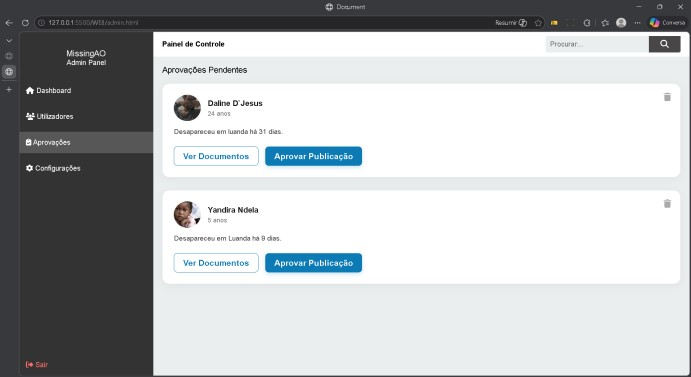 Document
127.0.0.1:5500/WEB/admin.html
Resumir
Conversa
MissingAO
Admin Panel
Dashboard
Utilizadores
Aprovações
Configurações
Sair
Painel de Controle
Procurar...
Aprovações Pendentes
Daline D'Jesus
24 anos
Desapareceu em luanda há 31 dias.
Ver Documentos
Aprovar Publicação
Yandira Ndela
5 anos
Desapareceu em Luanda há 9 dias.
Ver Documentos
Aprovar Publicação